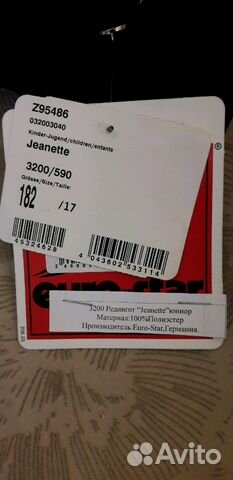 Z95486
032003040
Kinder-Jugend/children/enfants
Jeanette
3200/590
Grösse/Size/Taille:
182 /17
45324628
4 043602 533114
®
euro-star
3200 Редингот "Jeanette"юниор
Материал:100%Полиэстер
Производитель:Euro-Star,Германия.
Avito